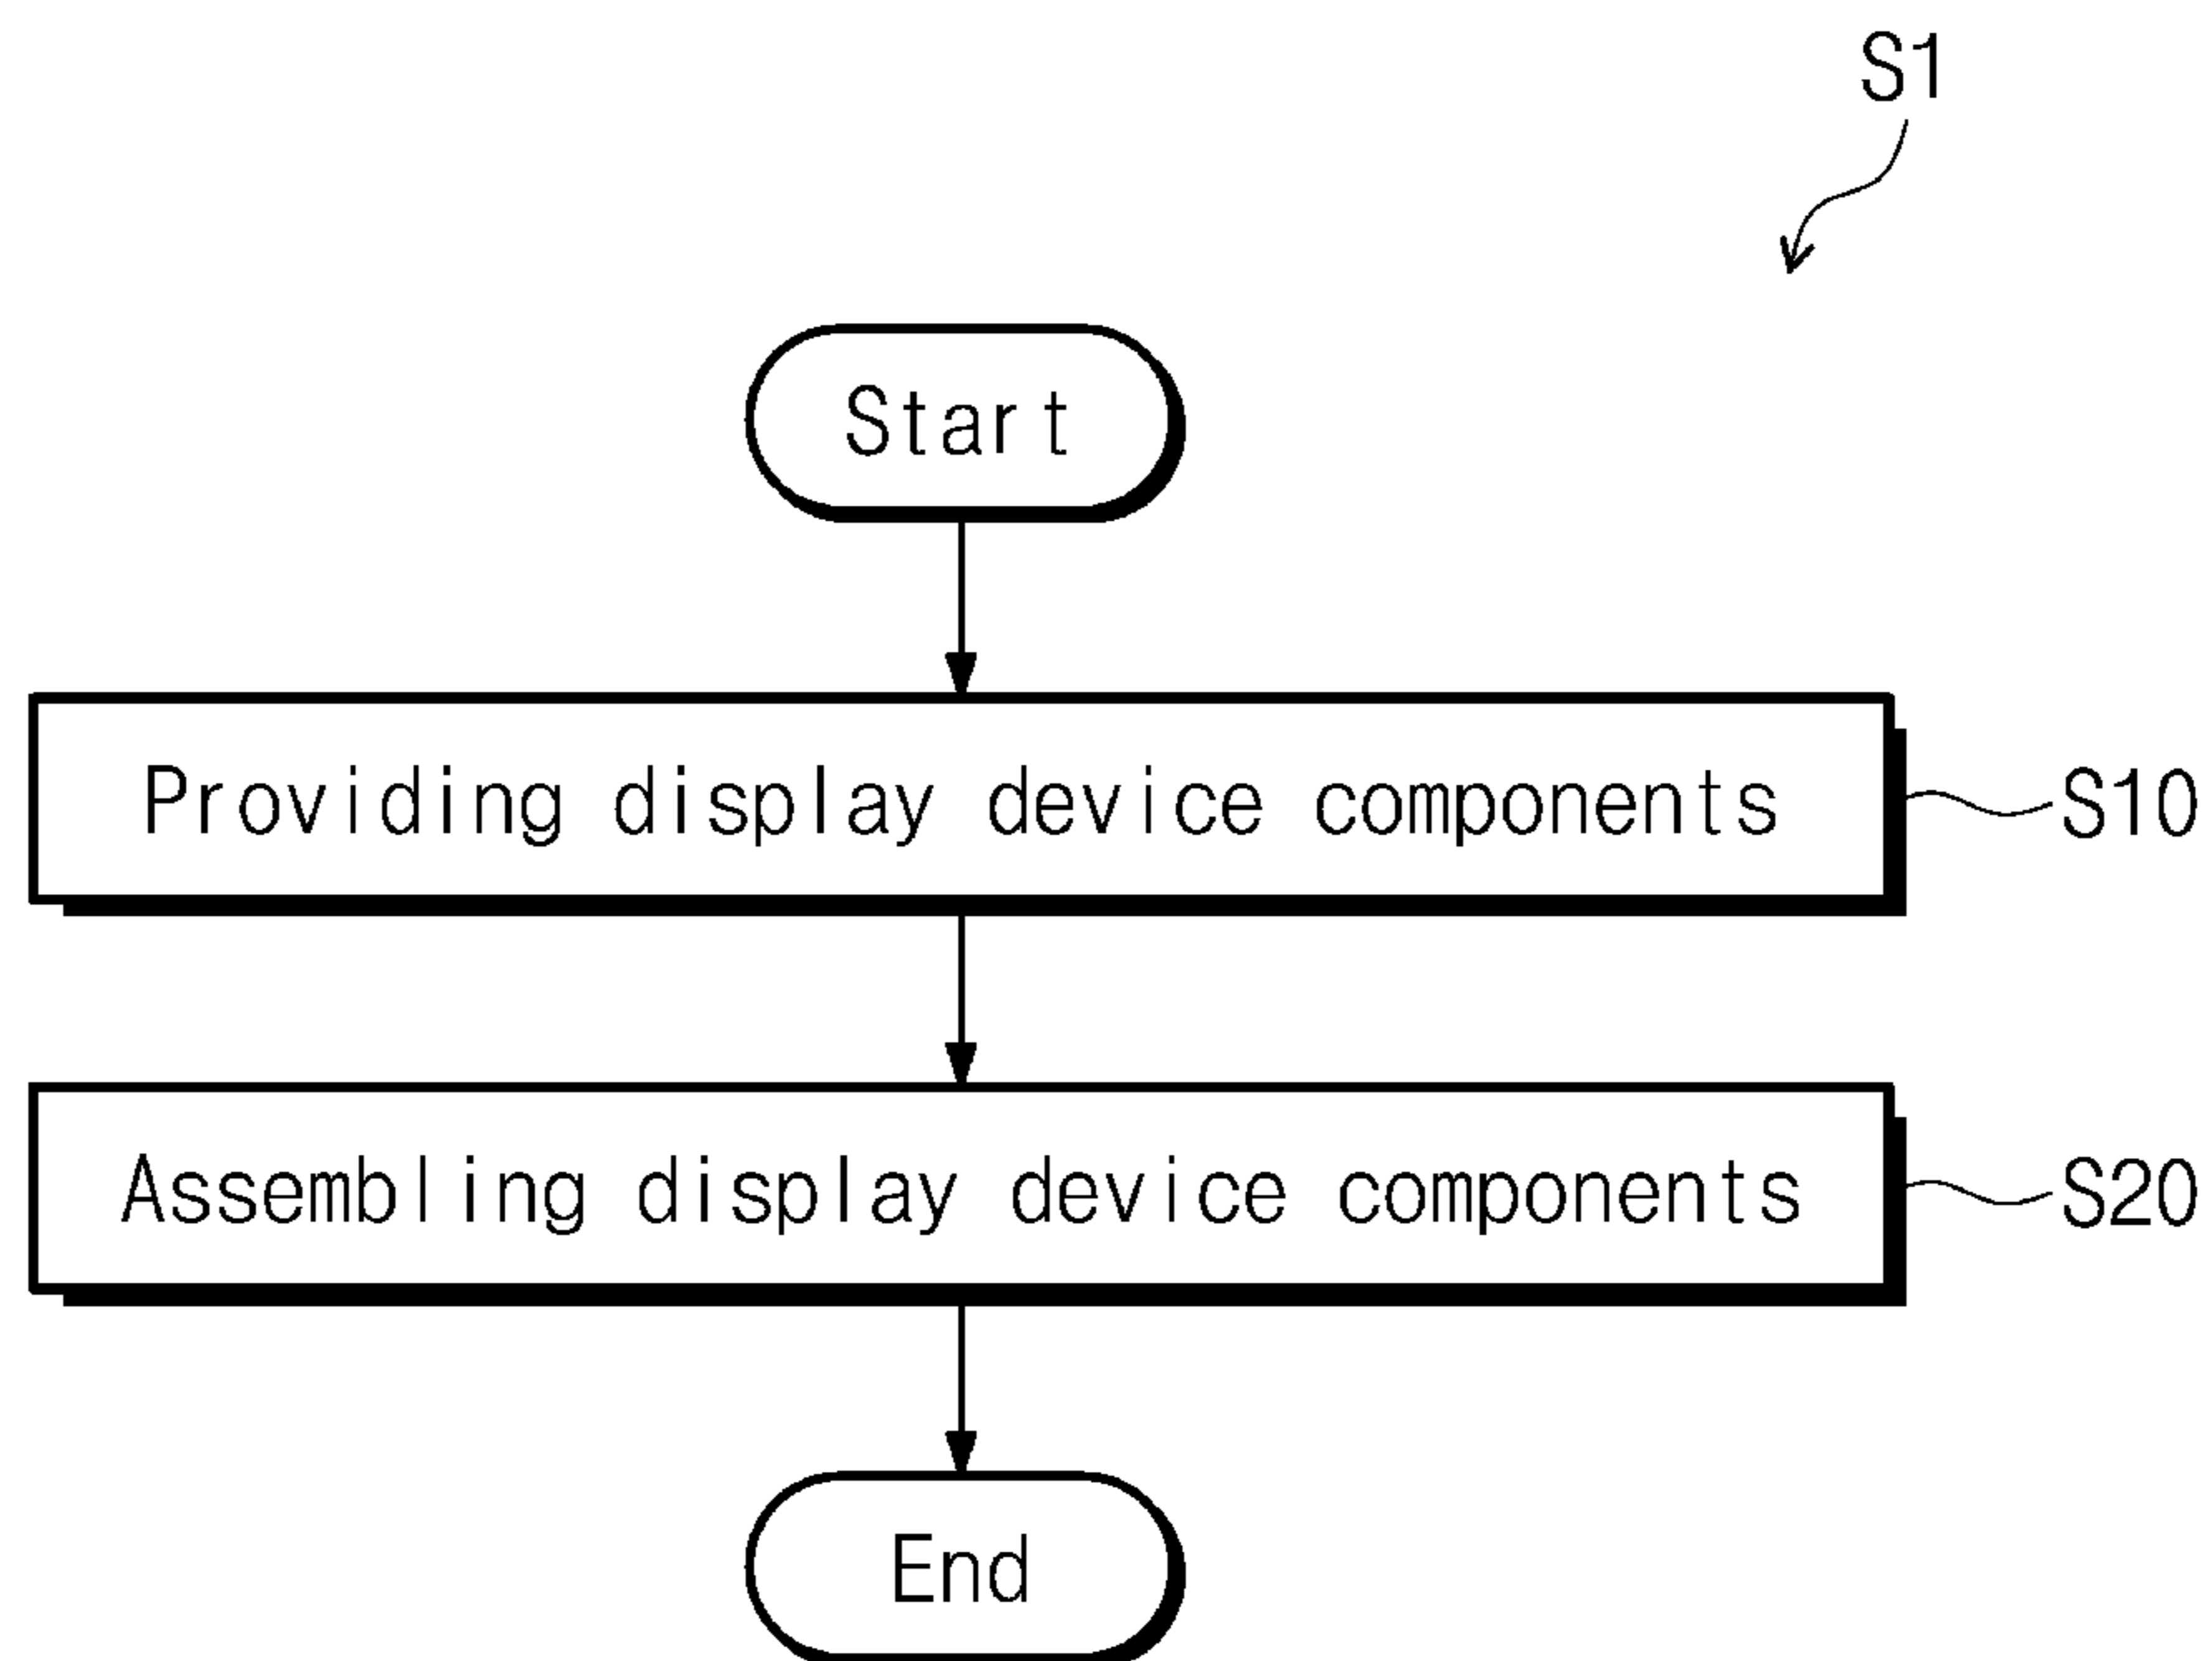 S1
Start
Providing display device components
S10
Assembling display device components
S20
End